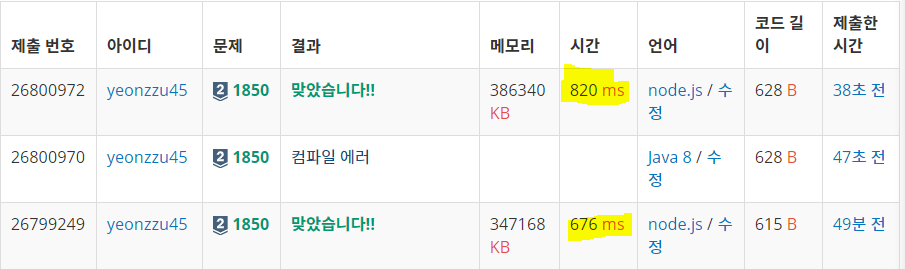 제출 번호 아이디 문제 결과 메모리 시간 언어 코드 길이 제출한 시간
26800972 yeonzzu45 2 1850 맞았습니다!! 386340 KB 820 ms node.js / 수정 628 B 38초 전
26800970 yeonzzu45 2 1850 컴파일 에러 Java 8 / 수정 628 B 47초 전
26799249 yeonzzu45 2 1850 맞았습니다!! 347168 KB 676 ms node.js / 수정 615 B 49분 전